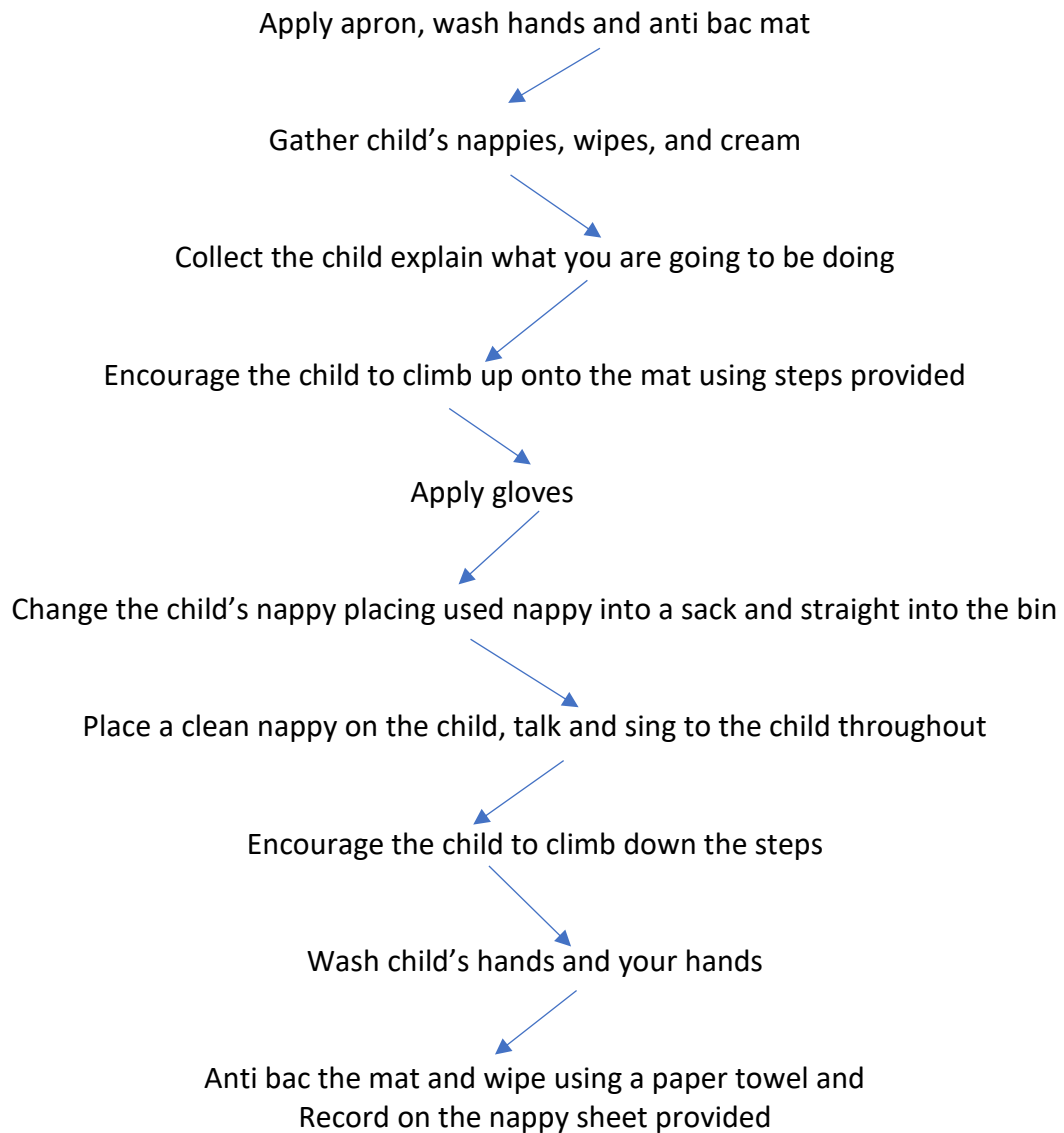 Apply apron, wash hands and anti bac mat
Gather child’s nappies, wipes, and cream
Collect the child explain what you are going to be doing
Encourage the child to climb up onto the mat using steps provided
Apply gloves
Change the child’s nappy placing used nappy into a sack and straight into the bin
Place a clean nappy on the child, talk and sing to the child throughout
Encourage the child to climb down the steps
Wash child’s hands and your hands
Anti bac the mat and wipe using a paper towel and
Record on the nappy sheet provided